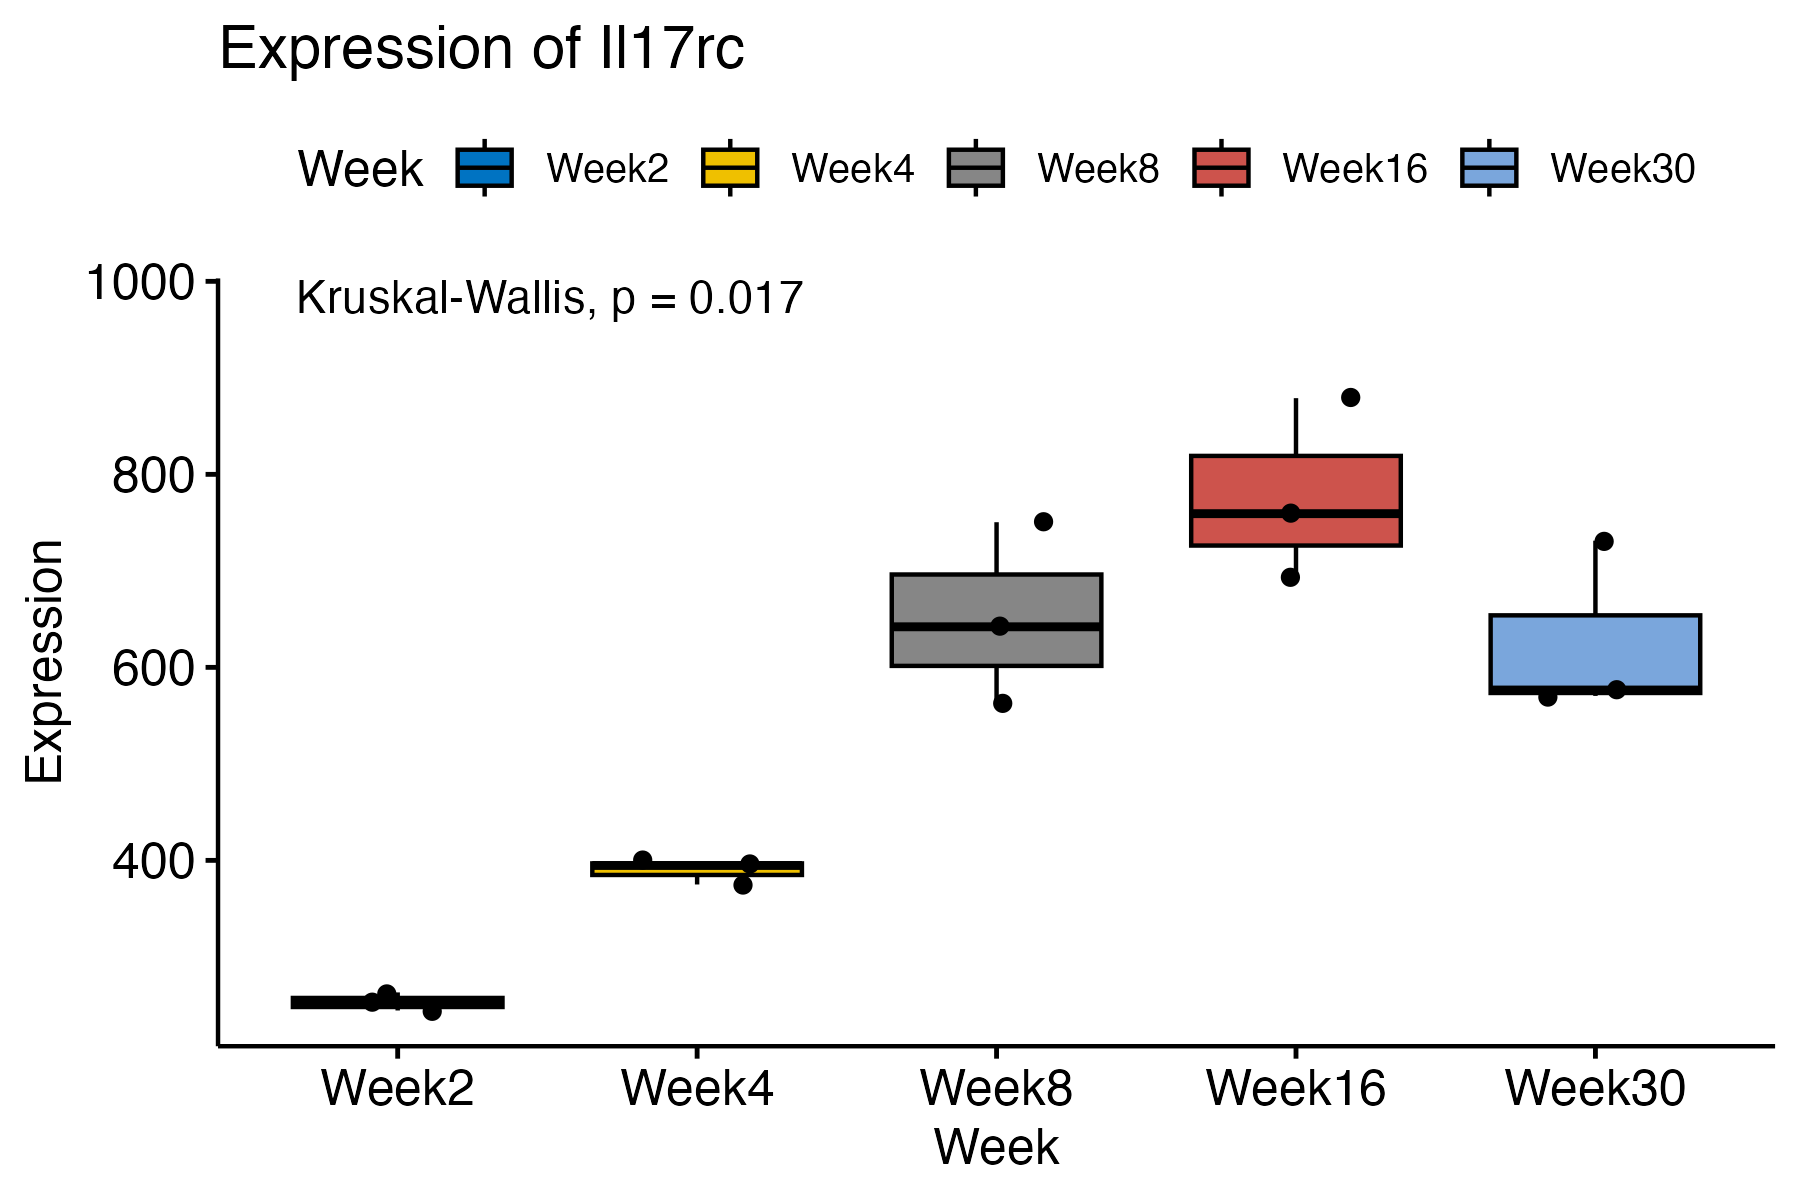 Expression of Il17rc
Week Week2 Week4 Week8 Week16 Week30
Kruskal-Wallis, p = 0.017
1000
800
600
400
Expression
Week2 Week4 Week8 Week16 Week30
Week